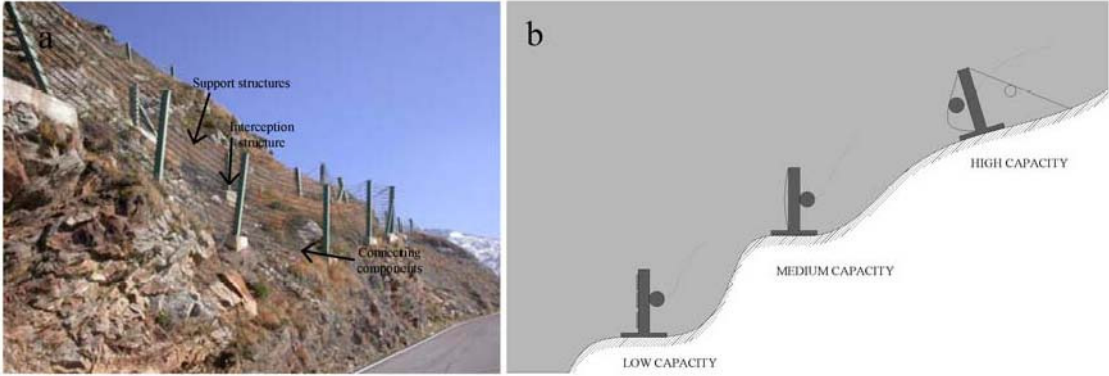 a
Support structures
Interception
structure
Connecting
components
b
HIGH CAPACITY
MEDIUM CAPACITY
LOW CAPACITY